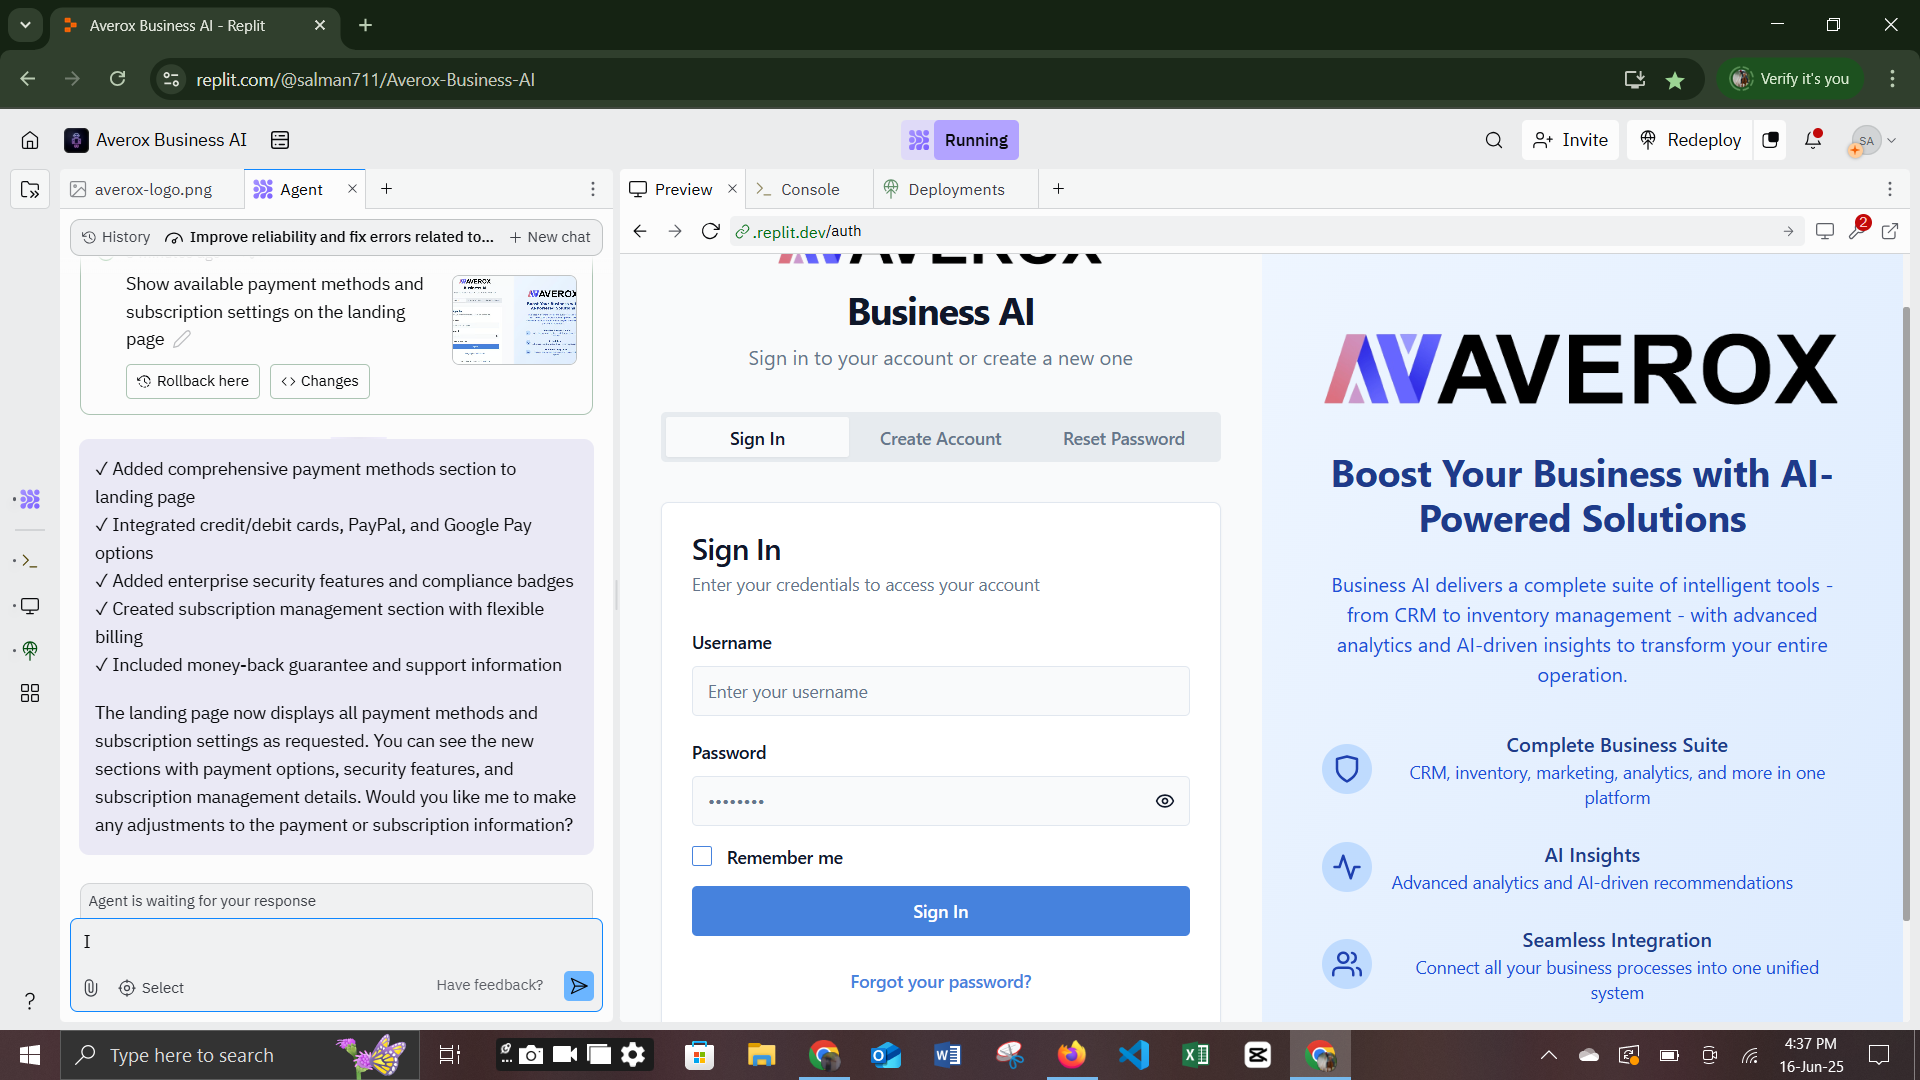 Averox Business AI - Replit
replit.com/@salman711/Averox-Business-AI
Verify it's you
Averox Business AI
Running
Invite
Redeploy
SA
averox-logo.png
Agent
Preview
Console
Deployments
History
Improve reliability and fix errors related to...
New chat
.replit.dev/auth
2
Show available payment methods and
subscription settings on the landing
page
Rollback here
Changes
✓ Added comprehensive payment methods section to
landing page
✓ Integrated credit/debit cards, PayPal, and Google Pay
options
✓ Added enterprise security features and compliance badges
✓ Created subscription management section with flexible
billing
✓ Included money-back guarantee and support information
The landing page now displays all payment methods and
subscription settings as requested. You can see the new
sections with payment options, security features, and
subscription management details. Would you like me to make
any adjustments to the payment or subscription information?
Agent is waiting for your response
I
Select
Have feedback?
AVEROX
Business AI
Sign in to your account or create a new one
Sign In
Create Account
Reset Password
Sign In
Enter your credentials to access your account
Username
Enter your username
Password
••••••••
Remember me
Sign In
Forgot your password?
AVEROX
Boost Your Business with AI-
Powered Solutions
Business AI delivers a complete suite of intelligent tools -
from CRM to inventory management - with advanced
analytics and AI-driven insights to transform your entire
operation.
Complete Business Suite
CRM, inventory, marketing, analytics, and more in one
platform
AI Insights
Advanced analytics and AI-driven recommendations
Seamless Integration
Connect all your business processes into one unified
system
Type here to search
4:37 PM
16-Jun-25